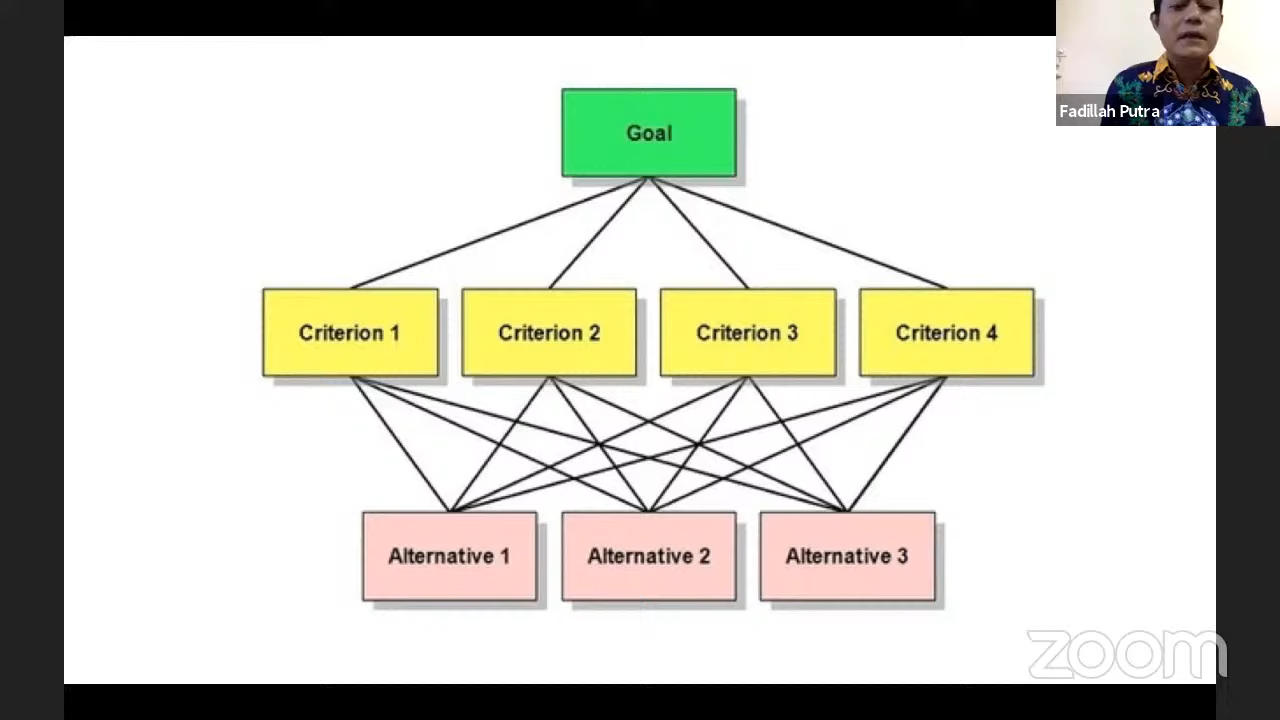 Fadillah Putra
Goal
Criterion 1
Criterion 2
Criterion 3
Criterion 4
Alternative 1
Alternative 2
Alternative 3
zoom